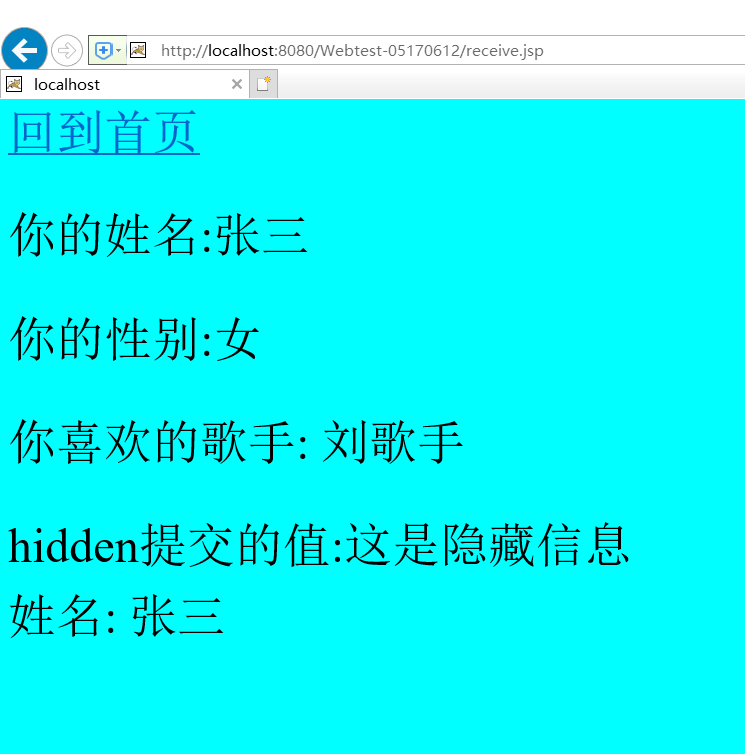 http://localhost:8080/Webtest-05170612/receive.jsp
localhost
回到首页
你的姓名:张三
你的性别:女
你喜欢的歌手: 刘歌手
hidden提交的值:这是隐藏信息
姓名: 张三